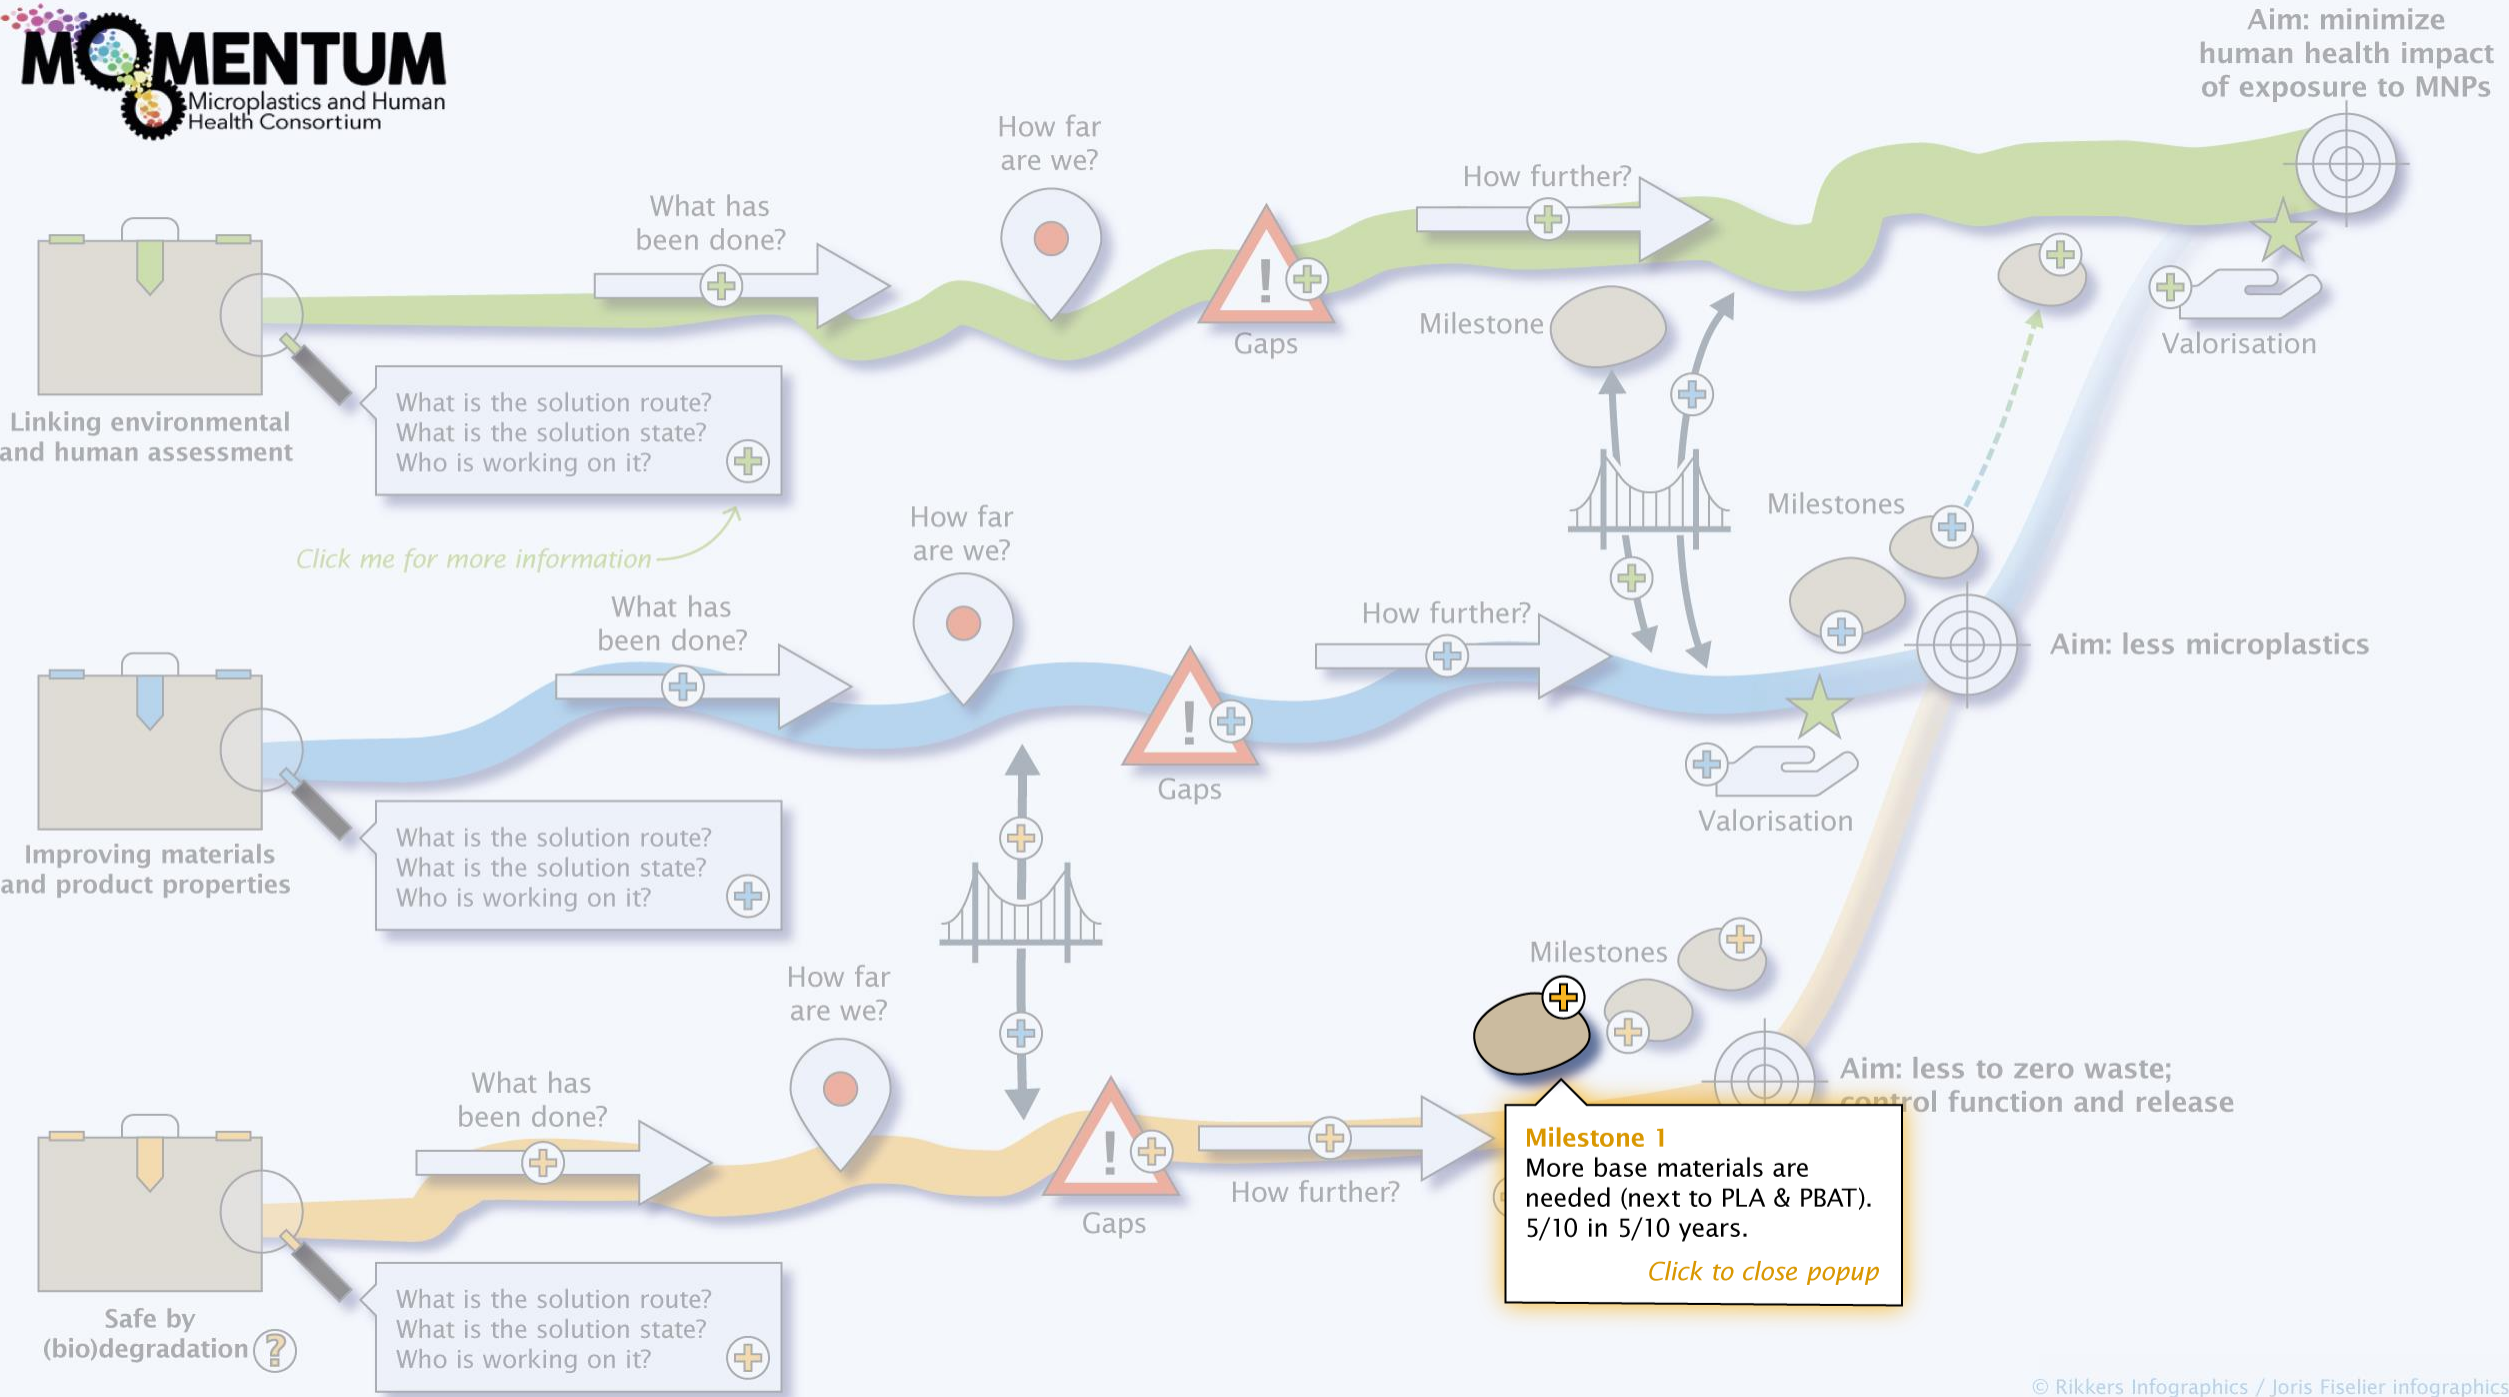 MOMENTUM
Microplastics and Human
Health Consortium
Aim: minimize
human health impact
of exposure to MNPs
How far
are we?
How further?
What has
been done?
!
Gaps
Milestone
Valorisation
Linking environmental
and human assessment
What is the solution route?
What is the solution state?
Who is working on it?
Click me for more information
How far
are we?
Milestones
What has
been done?
How further?
Aim: less microplastics
!
Gaps
Valorisation
Improving materials
and product properties
What is the solution route?
What is the solution state?
Who is working on it?
How far
are we?
Milestones
What has
been done?
Aim: less to zero waste;
control function and release
!
Gaps
How further?
Milestone 1
More base materials are
needed (next to PLA & PBAT).
5/10 in 5/10 years.
Click to close popup
Safe by
(bio)degradation
?
What is the solution route?
What is the solution state?
Who is working on it?
© Rikkers Infographics / Joris Fiselier infographics